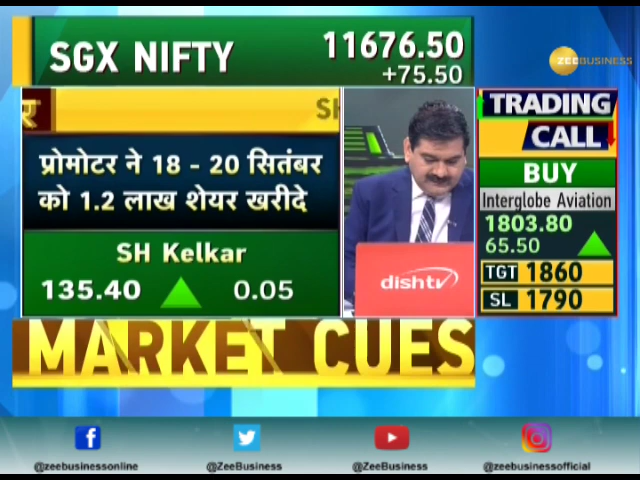 SGX NIFTY
11676.50
+75.50
ZEEBUSINESS
SH
प्रोमोटर ने 18 - 20 सितंबर
को 1.2 लाख शेयर खरीदे
SH Kelkar
135.40
0.05
dishtv
TRADING
CALL
BUY
Interglobe Aviation
1803.80
65.50
TGT 1860
SL 1790
MARKET CUES
@zeebusinessonline
@ZeeBusiness
@ZeeBusiness
@zeebusinessofficial